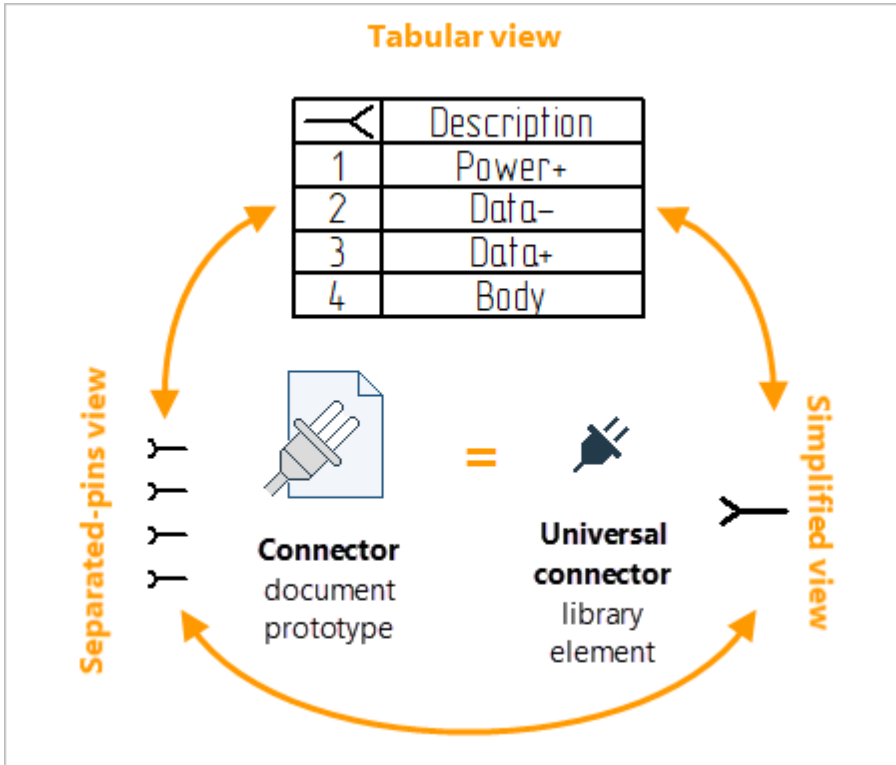 Tabular view
Description
1 Power+
2 Data-
3 Data+
4 Body
Separated-pins view
Connector
document
prototype
=
Universal
connector
library
element
Simplified view